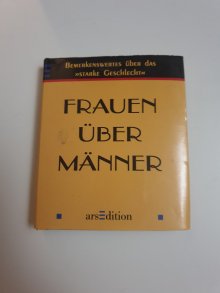 Bemerkenswertes über das
»starke Geschlecht«
FRAUEN
ÜBER
MÄNNER
arsEdition